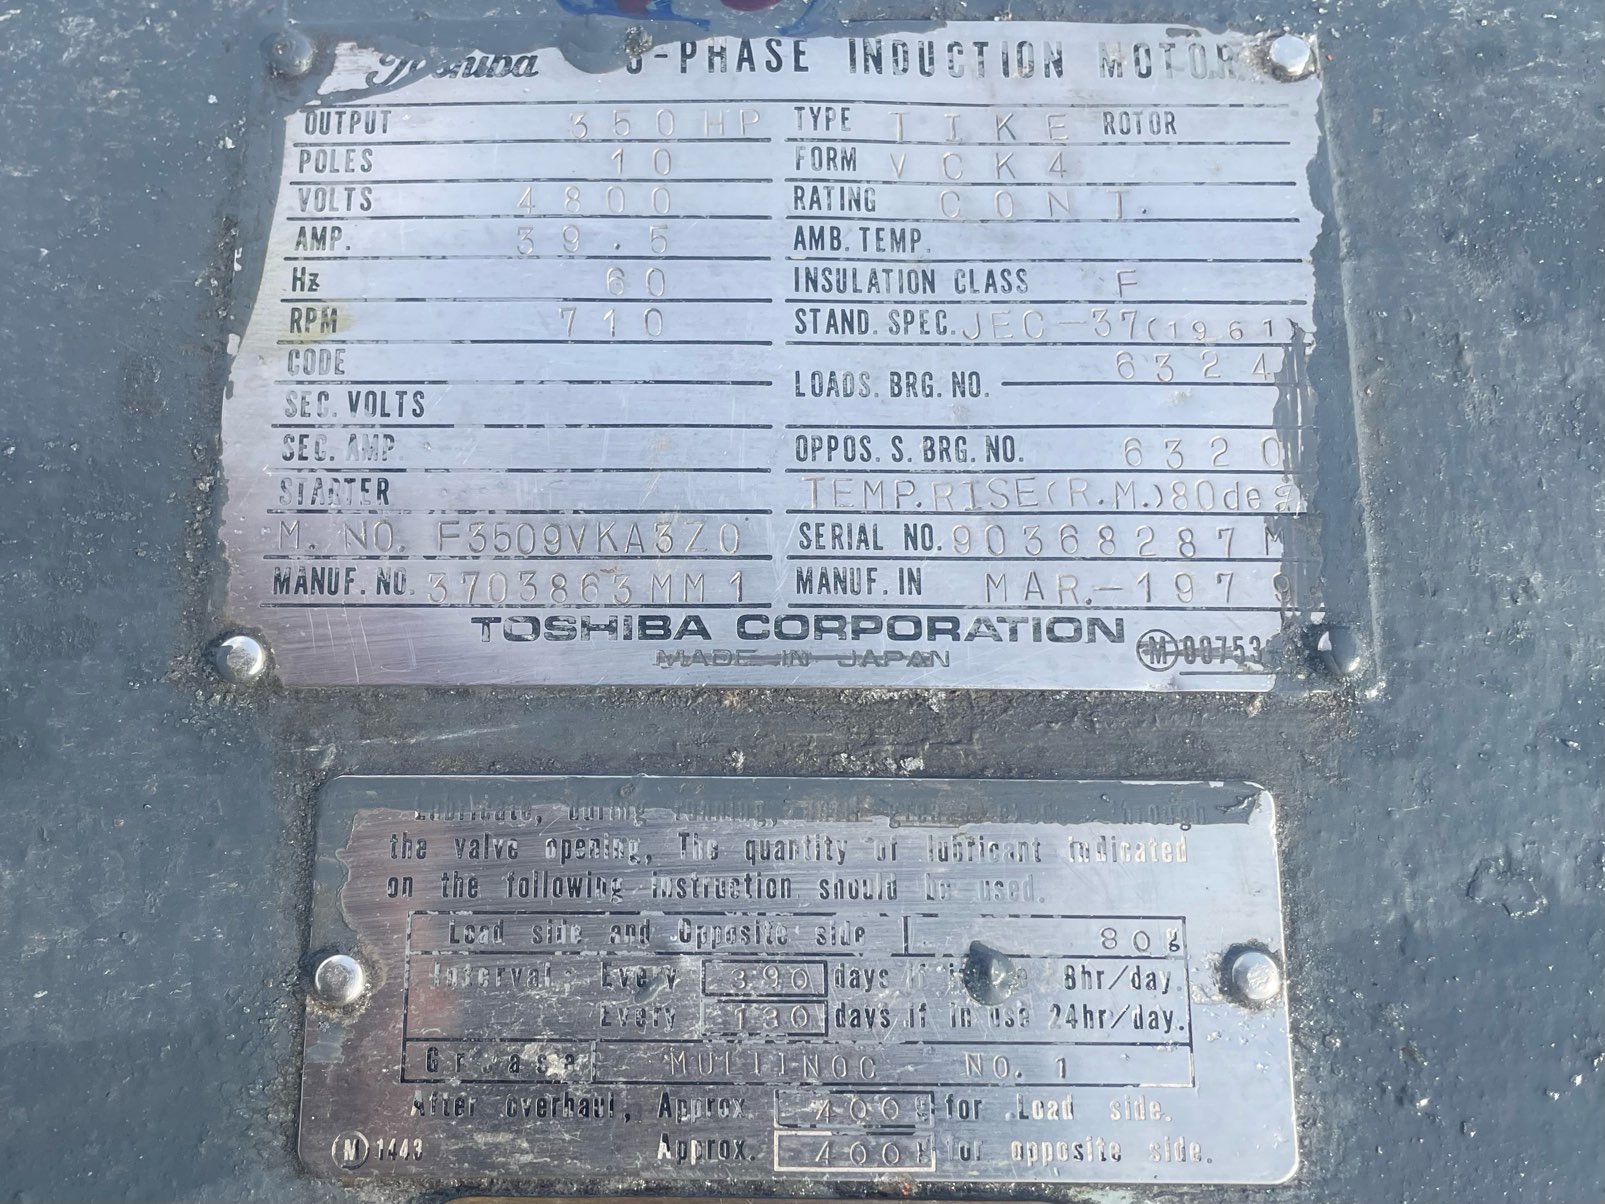 Toshiba 3-PHASE INDUCTION MOTOR
OUTPUT 350HP TYPE TIKE ROTOR
POLES 10 FORM VCK4
VOLTS 4800 RATING CONT.
AMP. 39.5 AMB. TEMP.
Hz 60 INSULATION CLASS F
RPM 710 STAND. SPEC. JEC-37(1961)
CODE LOADS. BRG. NO. 6324
SEC. VOLTS
SEC. AMP. OPPOS. S. BRG. NO. 6320
STARTER TEMP.RISE(R.M.)80deg
M. NO. F3509VKA3Z0 SERIAL NO. 90368287M
MANUF. NO. 3703863MM1 MANUF. IN MAR.-1979
TOSHIBA CORPORATION
MADE IN JAPAN M 00753
Lubricate, during running, through
the valve opening, The quantity of lubricant indicated
on the following instruction should be used.
Load side and Opposite side 80g
Interval; Every 390 days if in use 8hr/day.
Every 130 days if in use 24hr/day.
Grease MULTINOC NO. 1
After overhaul, Approx. 400g for Load side.
M 1443 Approx. 400g for opposite side.